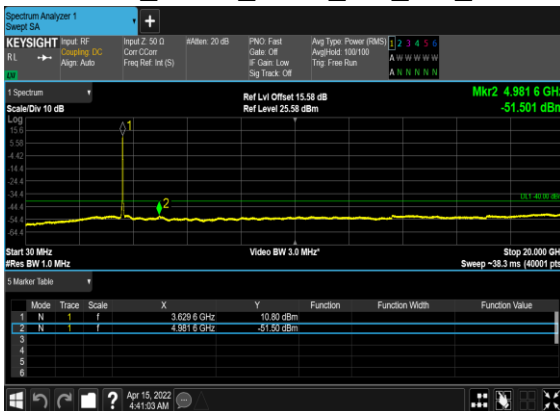 Spectrum Analyzer 1
Swept SA
KEYSIGHT
RL
Input: RF
Coupling: DC
Align: Auto
Input Z: 50 Ω
Corr CCorr
Freq Ref: Int (S)
#Atten: 20 dB
PNO: Fast
Gate: Off
IF Gain: Low
Sig Track: Off
Avg Type: Power (RMS)
Avg|Hold: 100/100
Trig: Free Run
1 2 3 4 5 6
A W W W W W
A N N N N N
1 Spectrum
Scale/Div 10 dB
Ref Lvl Offset 15.58 dB
Ref Level 25.58 dBm
Mkr2 4.981 6 GHz
-51.501 dBm
Log
15.6
5.58
-4.42
-14.4
-24.4
-34.4
-44.4
-54.4
-64.4
1
2
DL1 -40.00 dBm
Start 30 MHz
#Res BW 1.0 MHz
Video BW 3.0 MHz*
Stop 20.000 GH
Sweep ~38.3 ms (40001 pts
5 Marker Table
Mode Trace Scale X Y Function Function Width Function Value
1 N 1 f 3.629 6 GHz 10.80 dBm
2 N 1 f 4.981 6 GHz -51.50 dBm
3
4
5
6
?
Apr 15, 2022
4:41:03 AM